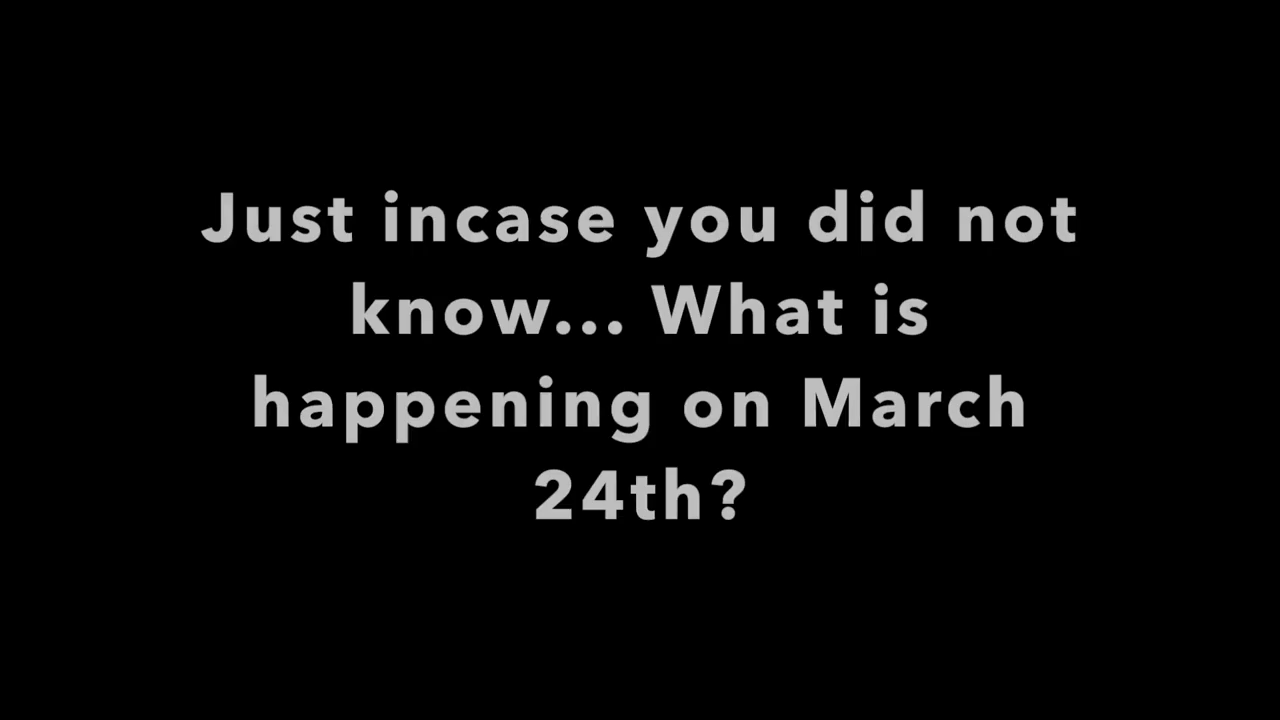 Just incase you did not
know... What is
happening on March
24th?